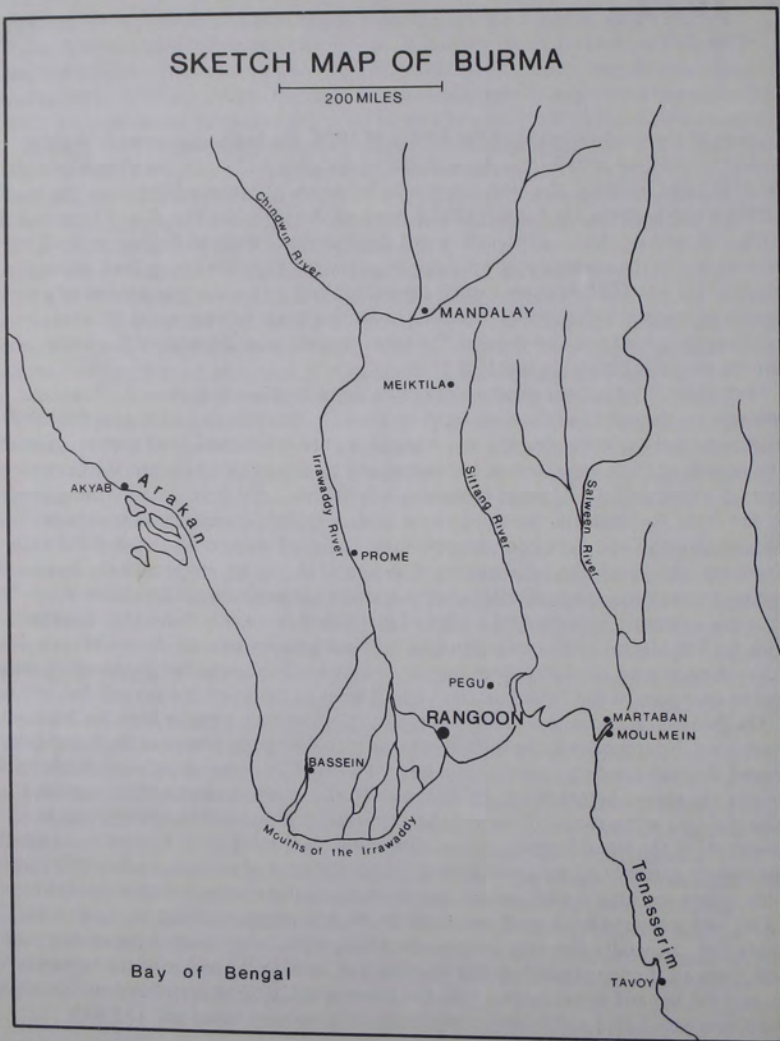 SKETCH MAP OF BURMA
200 MILES
Chindwin River
MANDALAY
MEIKTILA
Arakan
AKYAB
Irrawaddy River
Sittang River
Salween River
PROME
PEGU
RANGOON
MARTABAN
MOULMEIN
BASSEIN
Mouths of the Irrawaddy
Tenasserim
Bay of Bengal
TAVOY